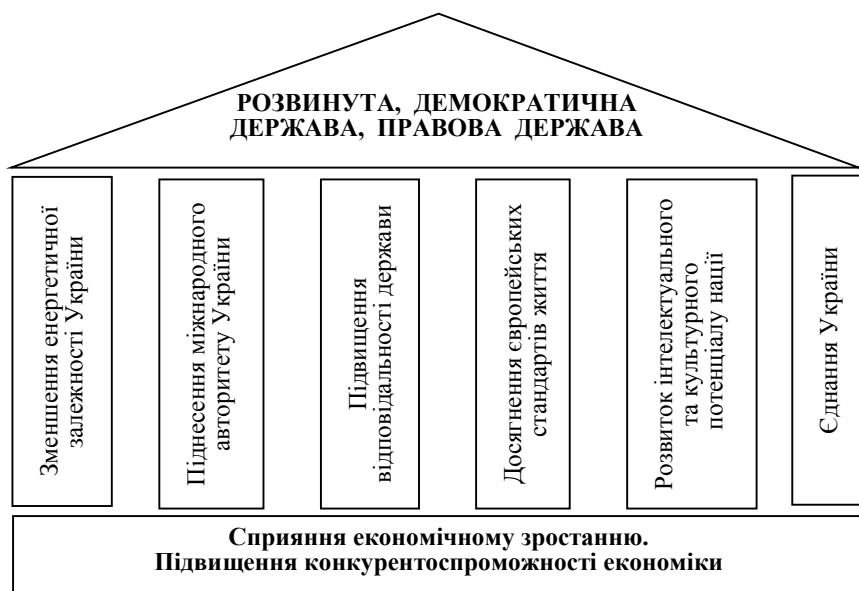 РОЗВИНУТА, ДЕМОКРАТИЧНА
ДЕРЖАВА, ПРАВОВА ДЕРЖАВА
Зменшення енергетичної
залежності України
Піднесення міжнародного
авторитету України
Підвищення
відповідальності держави
Досягнення європейських
стандартів життя
Розвиток інтелектуального
та культурного
потенціалу нації
Єднання України
Сприяння економічному зростанню.
Підвищення конкурентоспроможності економіки